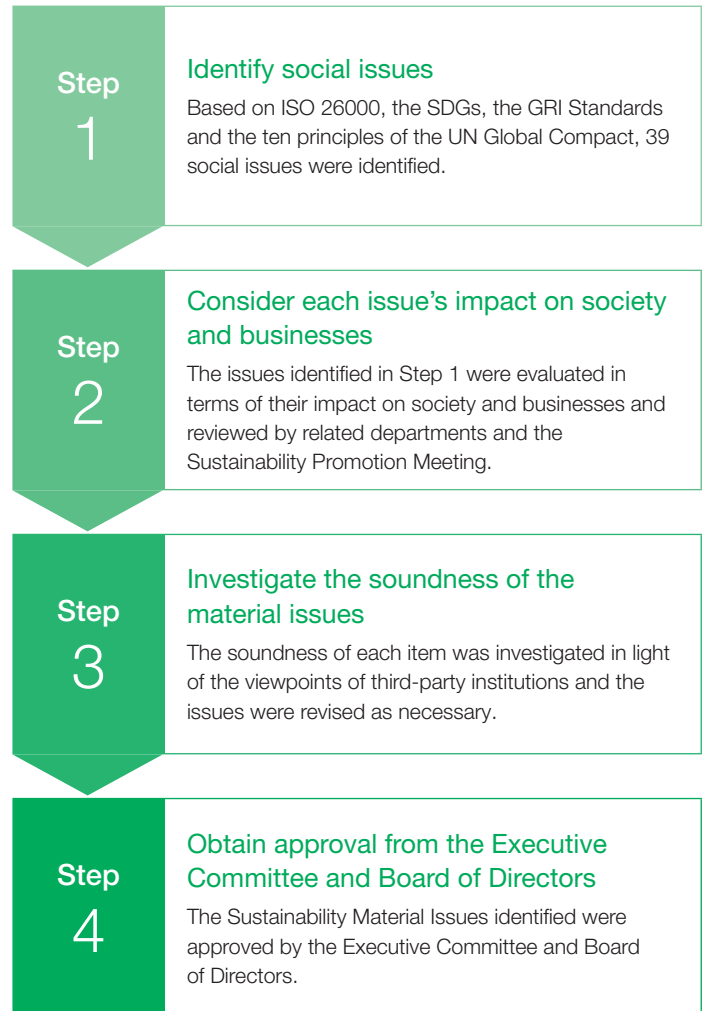 Step
1
Identify social issues
Based on ISO 26000, the SDGs, the GRI Standards
and the ten principles of the UN Global Compact, 39
social issues were identified.
Step
2
Consider each issue’s impact on society
and businesses
The issues identified in Step 1 were evaluated in
terms of their impact on society and businesses and
reviewed by related departments and the
Sustainability Promotion Meeting.
Step
3
Investigate the soundness of the
material issues
The soundness of each item was investigated in light
of the viewpoints of third-party institutions and the
issues were revised as necessary.
Step
4
Obtain approval from the Executive
Committee and Board of Directors
The Sustainability Material Issues identified were
approved by the Executive Committee and Board
of Directors.